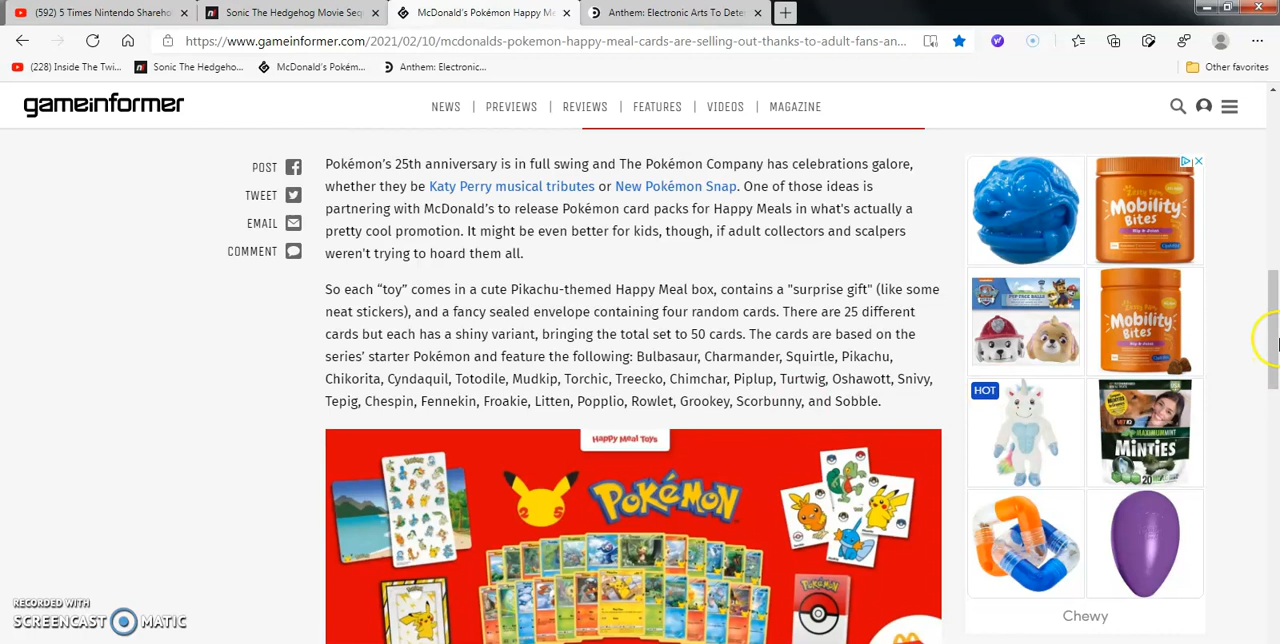 (592) 5 Times Nintendo Shareho
Sonic The Hedgehog Movie Seq
McDonald's Pokémon Happy Me
Anthem: Electronic Arts To Dete
https://www.gameinformer.com/2021/02/10/mcdonalds-pokemon-happy-meal-cards-are-selling-out-thanks-to-adult-fans-an...
(228) Inside The Twi...
Sonic The Hedgeho...
McDonald's Pokém...
Anthem: Electronic...
Other favorites
gameinformer
NEWS | PREVIEWS | REVIEWS | FEATURES | VIDEOS | MAGAZINE
POST
TWEET
EMAIL
COMMENT
Pokémon's 25th anniversary is in full swing and The Pokémon Company has celebrations galore,
whether they be Katy Perry musical tributes or New Pokémon Snap. One of those ideas is
partnering with McDonald's to release Pokémon card packs for Happy Meals in what's actually a
pretty cool promotion. It might be even better for kids, though, if adult collectors and scalpers
weren't trying to hoard them all.
So each “toy” comes in a cute Pikachu-themed Happy Meal box, contains a "surprise gift" (like some
neat stickers), and a fancy sealed envelope containing four random cards. There are 25 different
cards but each has a shiny variant, bringing the total set to 50 cards. The cards are based on the
series' starter Pokémon and feature the following: Bulbasaur, Charmander, Squirtle, Pikachu,
Chikorita, Cyndaquil, Totodile, Mudkip, Torchic, Treecko, Chimchar, Piplup, Turtwig, Oshawott, Snivy,
Tepig, Chespin, Fennekin, Froakie, Litten, Popplio, Rowlet, Grookey, Scorbunny, and Sobble.
Happy Meal Toys
25
POKéMON
POKéMON
Mobility
Bites
Mobility
Bites
HOT
MINTIES
20
Chewy
RECORDED WITH
SCREENCAST MATIC